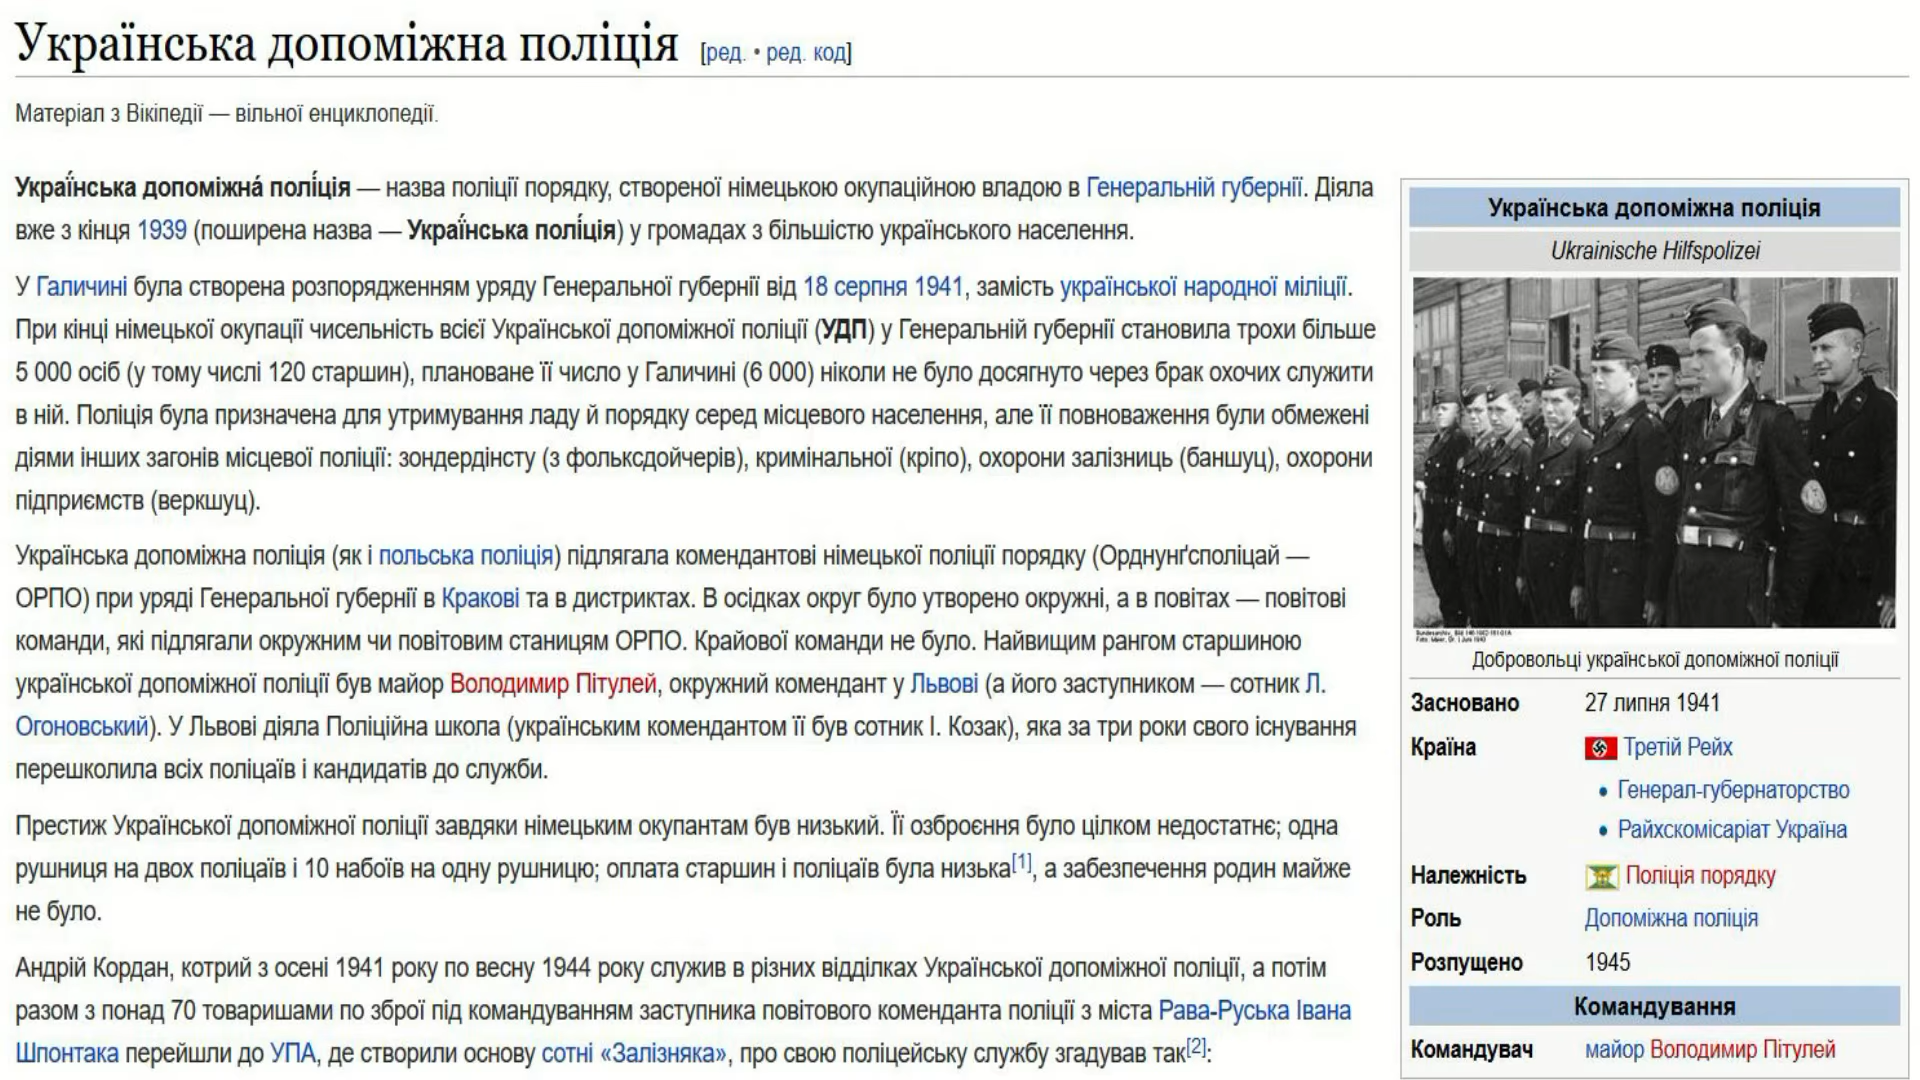 Українська допоміжна поліція [ред. • ред. код]
Матеріал з Вікіпедії — вільної енциклопедії.
Украї́нська допоміжна́ полі́ція — назва поліції порядку, створеної німецькою окупаційною владою в Генеральній губернії. Діяла
вже з кінця 1939 (поширена назва — Украї́нська полі́ція) у громадах з більшістю українського населення.
У Галичині була створена розпорядженням уряду Генеральної губернії від 18 серпня 1941, замість української народної міліції.
При кінці німецької окупації чисельність всієї Української допоміжної поліції (УДП) у Генеральній губернії становила трохи більше
5 000 осіб (у тому числі 120 старшин), плановане її число у Галичині (6 000) ніколи не було досягнуто через брак охочих служити
в ній. Поліція була призначена для утримування ладу й порядку серед місцевого населення, але її повноваження були обмежені
діями інших загонів місцевої поліції: зондердінсту (з фольксдойчерів), кримінальної (кріпо), охорони залізниць (баншуц), охорони
підприємств (веркшуц).
Українська допоміжна поліція (як і польська поліція) підлягала комендантові німецької поліції порядку (Орднунґсполіцай —
ОРПО) при уряді Генеральної губернії в Кракові та в дистриктах. В осідках округ було утворено окружні, а в повітах — повітові
команди, які підлягали окружним чи повітовим станицям ОРПО. Крайової команди не було. Найвищим рангом старшиною
української допоміжної поліції був майор Володимир Пітулей, окружний комендант у Львові (а його заступником — сотник Л.
Огоновський). У Львові діяла Поліційна школа (українським комендантом її був сотник І. Козак), яка за три роки свого існування
перешколила всіх поліцаїв і кандидатів до служби.
Престиж Української допоміжної поліції завдяки німецьким окупантам був низький. Її озброєння було цілком недостатнє; одна
рушниця на двох поліцаїв і 10 набоїв на одну рушницю; оплата старшин і поліцаїв була низька[1], а забезпечення родин майже
не було.
Андрій Кордан, котрий з осені 1941 року по весну 1944 року служив в різних відділках Української допоміжної поліції, а потім
разом з понад 70 товаришами по зброї під командуванням заступника повітового коменданта поліції з міста Рава-Руська Івана
Шпонтака перейшли до УПА, де створили основу сотні «Залізняка», про свою поліцейську службу згадував так[2]:
Українська допоміжна поліція
Ukrainische Hilfspolizei
Добровольці української допоміжної поліції
Засновано 27 липня 1941
Країна Третій Рейх
• Генерал-губернаторство
• Райхскомісаріат Україна
Належність Поліція порядку
Роль Допоміжна поліція
Розпущено 1945
Командування
Командувач майор Володимир Пітулей